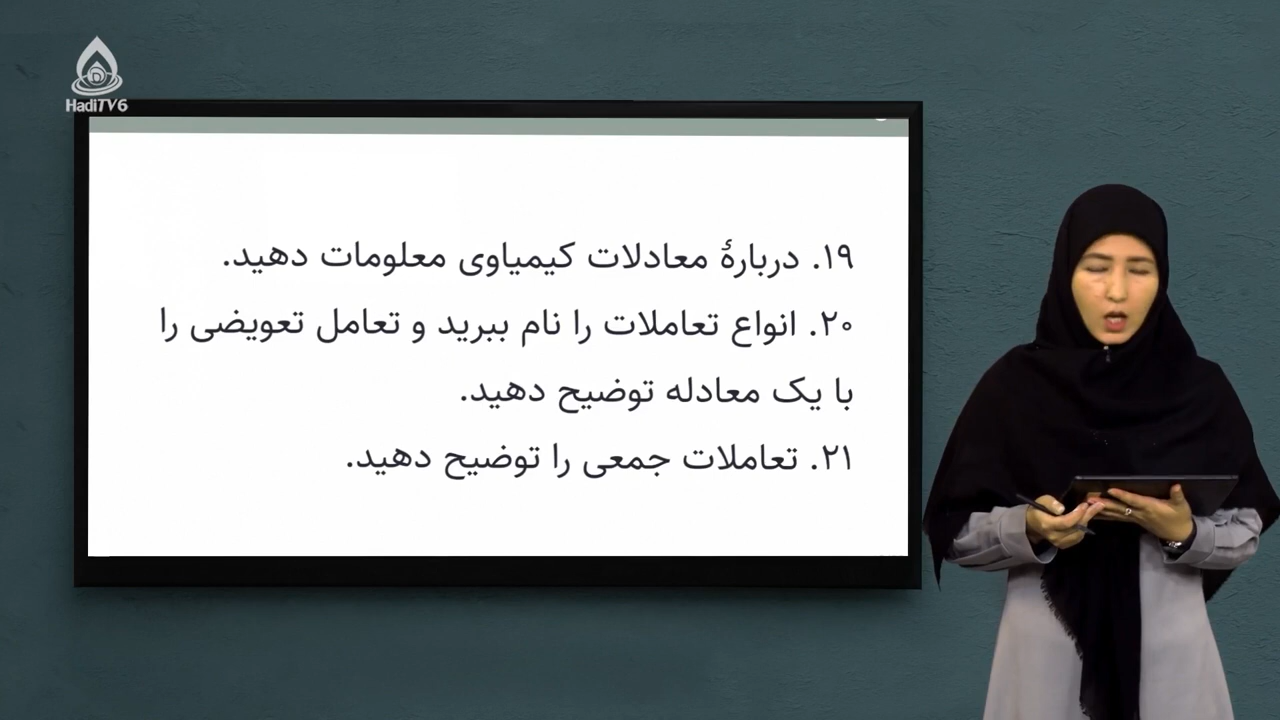 HadiTV6
۱۹. دربارهٔ معادلات کیمیاوی معلومات دهید.
۲۰. انواع تعاملات را نام ببرید و تعامل تعویضی را
با یک معادله توضیح دهید.
۲۱. تعاملات جمعی را توضیح دهید.